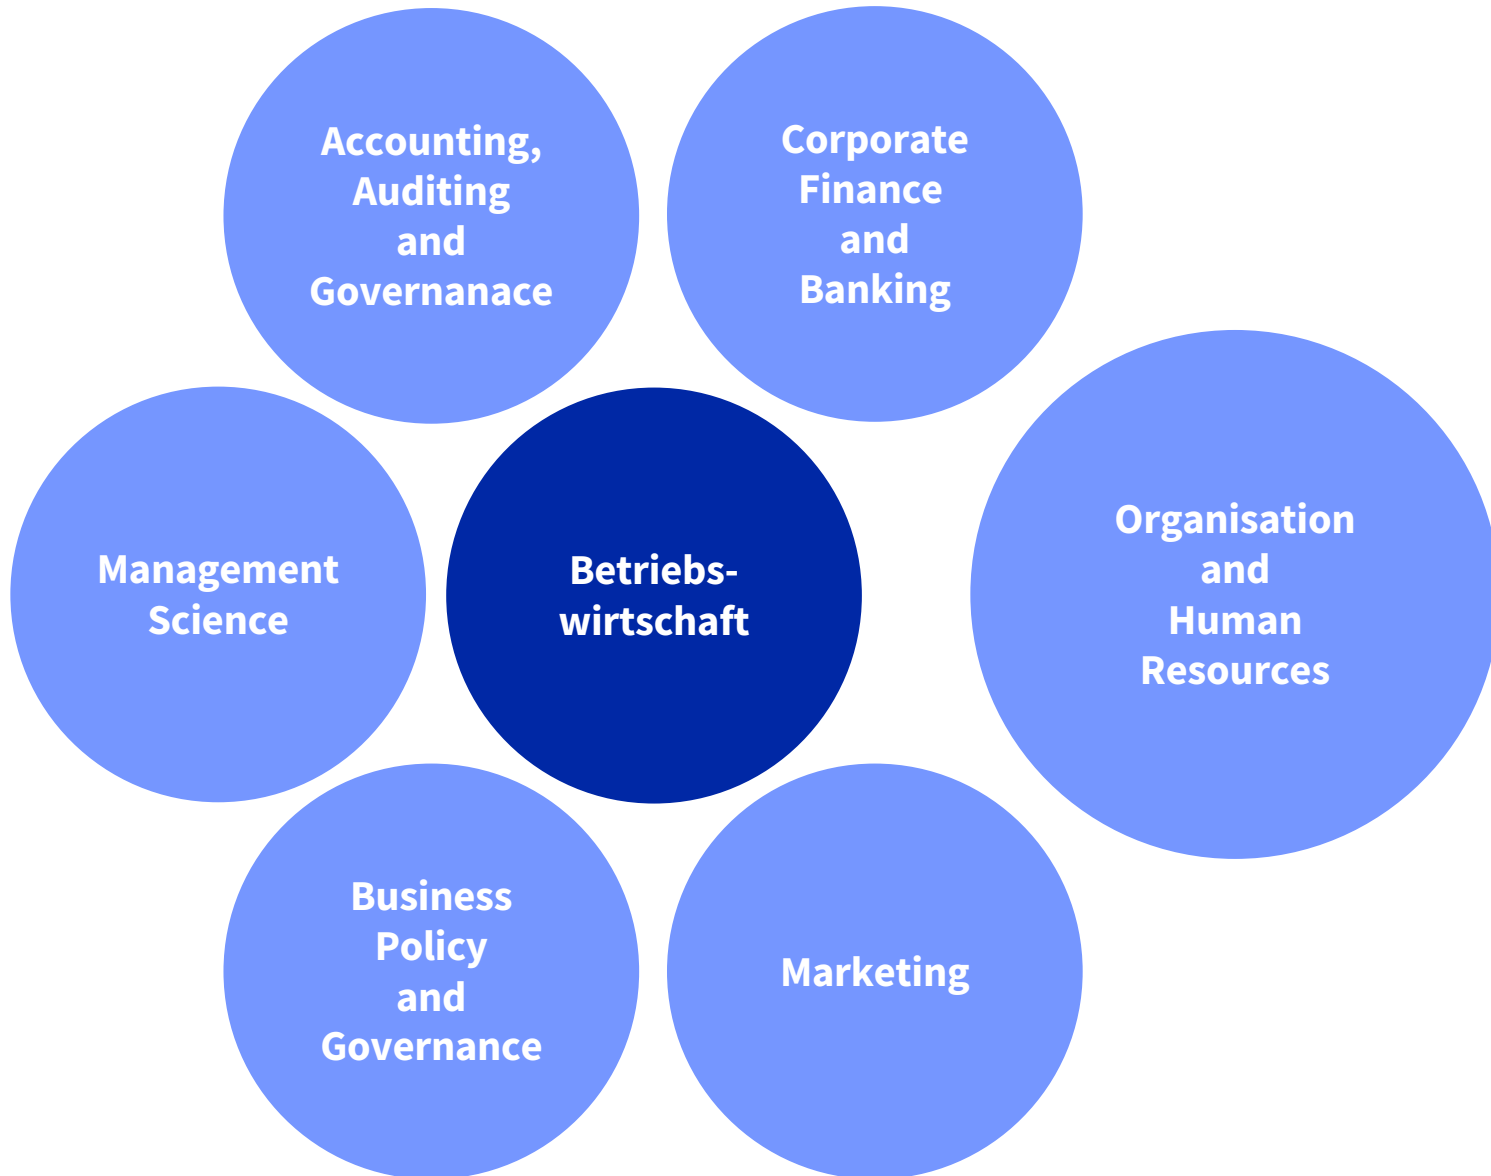 Accounting,
Auditing
and
Governanace
Corporate
Finance
and
Banking
Management
Science
Betriebs-
wirtschaft
Organisation
and
Human
Resources
Business
Policy
and
Governance
Marketing